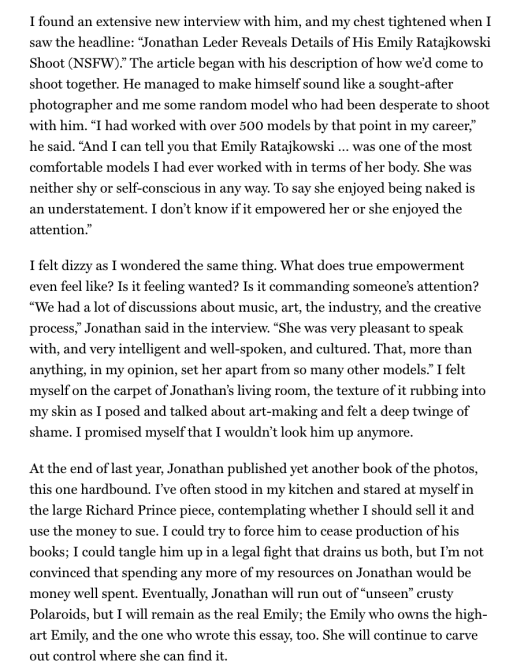 I found an extensive new interview with him, and my chest tightened when I
saw the headline: “Jonathan Leder Reveals Details of His Emily Ratajkowski
Shoot (NSFW).” The article began with his description of how we’d come to
shoot together. He managed to make himself sound like a sought-after
photographer and me some random model who had been desperate to shoot
with him. “I had worked with over 500 models by that point in my career,”
he said. “And I can tell you that Emily Ratajkowski … was one of the most
comfortable models I had ever worked with in terms of her body. She was
neither shy or self-conscious in any way. To say she enjoyed being naked is
an understatement. I don’t know if it empowered her or she enjoyed the
attention.”
I felt dizzy as I wondered the same thing. What does true empowerment
even feel like? Is it feeling wanted? Is it commanding someone’s attention?
“We had a lot of discussions about music, art, the industry, and the creative
process,” Jonathan said in the interview. “She was very pleasant to speak
with, and very intelligent and well-spoken, and cultured. That, more than
anything, in my opinion, set her apart from so many other models.” I felt
myself on the carpet of Jonathan’s living room, the texture of it rubbing into
my skin as I posed and talked about art-making and felt a deep twinge of
shame. I promised myself that I wouldn’t look him up anymore.
At the end of last year, Jonathan published yet another book of the photos,
this one hardbound. I’ve often stood in my kitchen and stared at myself in
the large Richard Prince piece, contemplating whether I should sell it and
use the money to sue. I could try to force him to cease production of his
books; I could tangle him up in a legal fight that drains us both, but I’m not
convinced that spending any more of my resources on Jonathan would be
money well spent. Eventually, Jonathan will run out of “unseen” crusty
Polaroids, but I will remain as the real Emily; the Emily who owns the high-
art Emily, and the one who wrote this essay, too. She will continue to carve
out control where she can find it.